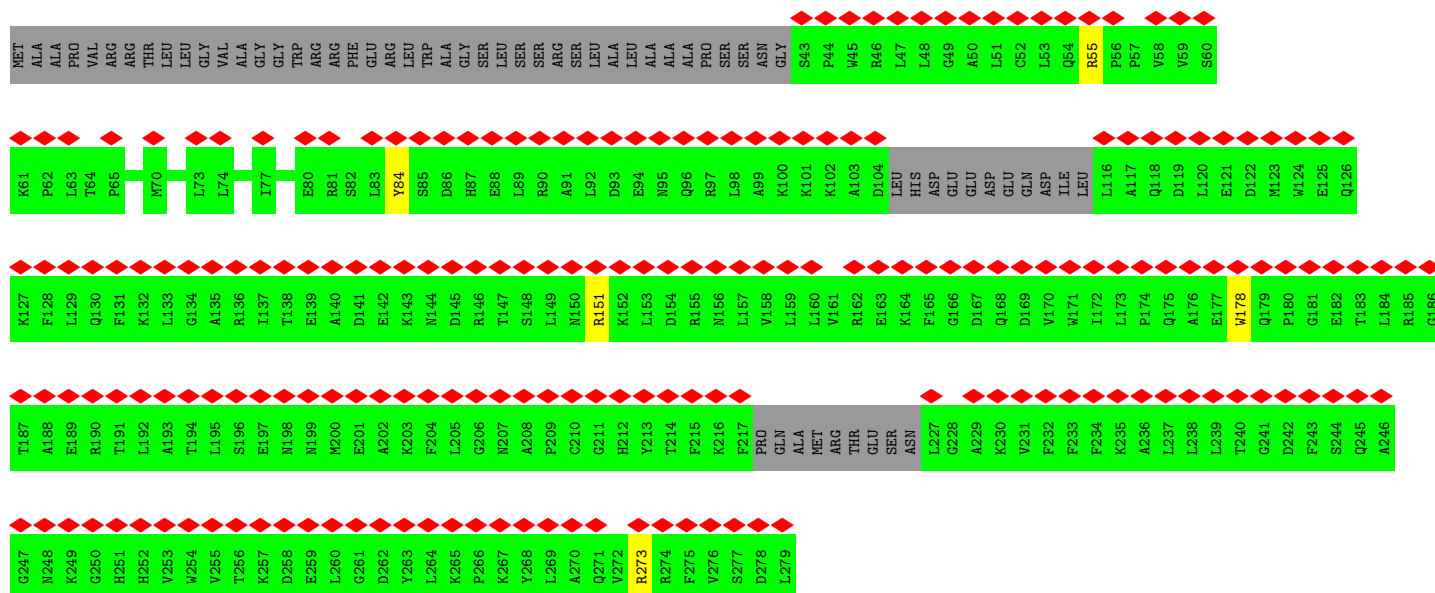 MET ALA ALA PRO VAL ARG ARG THR LEU LEU GLY VAL ALA GLY GLY TRP ARG ARG PHE GLU ARG LEU TRP ALA GLY SER LEU SER SER ARG SER LEU ALA LEU ALA ALA ALA PRO SER SER ASN GLY S43 P44 W45 R46 L47 L48 G49 A50 L51 C52 L53 Q54 R55 P56 P57 V58 V59 S60
K61 P62 L63 T64 P65 M70 L73 L74 I77 E80 R81 S82 L83 Y84 S85 D86 H87 E88 L89 R90 A91 L92 D93 E94 N95 Q96 R97 L98 A99 K100 K101 K102 A103 D104 LEU HIS ASP GLU GLU ASP GLU GLN ASP ILE LEU L116 A117 Q118 D119 L120 E121 D122 M123 W124 E125 Q126
K127 F128 L129 Q130 F131 K132 L133 G134 A135 R136 I137 T138 E139 A140 D141 E142 K143 N144 D145 R146 T147 S148 L149 N150 R151 K152 L153 D154 R155 N156 L157 V158 L159 L160 V161 R162 E163 K164 F165 G166 D167 Q168 D169 V170 W171 I172 L173 P174 Q175 A176 E177 W178 Q179 P180 G181 E182 T183 L184 R185 G186
T187 A188 E189 R190 T191 L192 A193 T194 L195 S196 E197 N198 N199 M200 E201 A202 K203 F204 L205 G206 N207 A208 P209 C210 G211 H212 Y213 T214 F215 K216 F217 PRO GLN ALA MET ARG THR GLU SER ASN L227 G228 A229 K230 V231 F232 F233 F234 K235 A236 L237 L238 L239 T240 G241 D242 F243 S244 Q245 A246
G247 N248 K249 G250 H251 H252 V253 W254 V255 T256 K257 D258 E259 L260 G261 D262 Y263 L264 K265 P266 K267 Y268 L269 A270 Q271 V272 R273 R274 F275 V276 S277 D278 L279